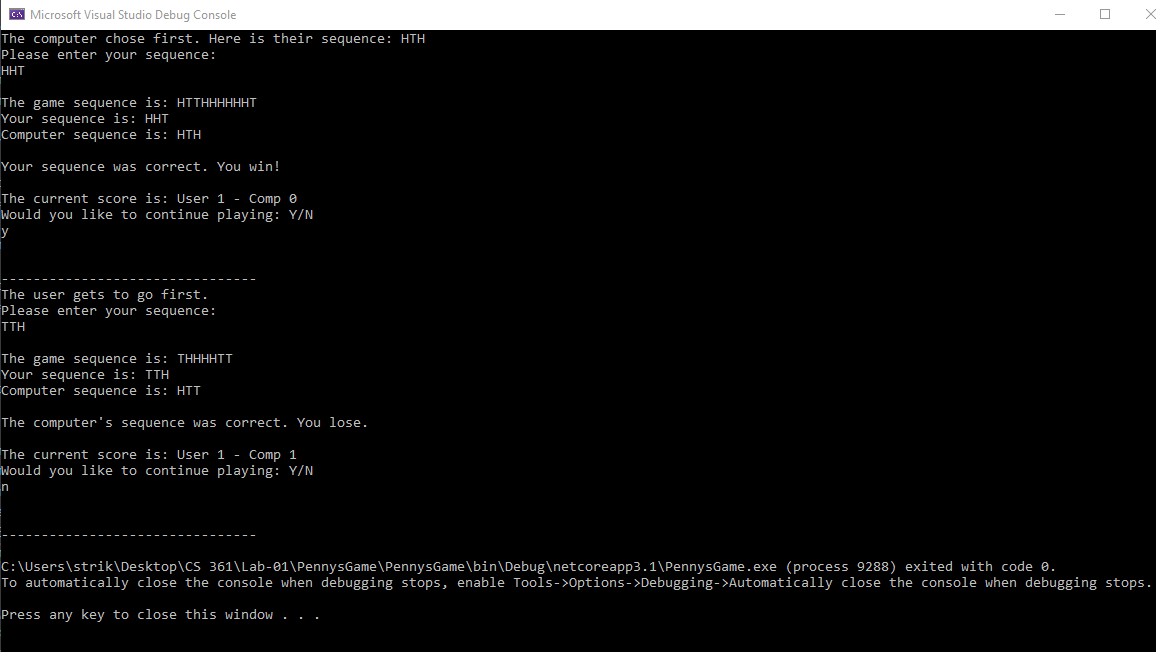 Microsoft Visual Studio Debug Console
The computer chose first. Here is their sequence: HTH
Please enter your sequence:
HHT
The game sequence is: HTTHHHHHHT
Your sequence is: HHT
Computer sequence is: HTH
Your sequence was correct. You win!
The current score is: User 1 - Comp 0
Would you like to continue playing: Y/N
y
--------------------------------
The user gets to go first.
Please enter your sequence:
TTH
The game sequence is: THHHHTT
Your sequence is: TTH
Computer sequence is: HTT
The computer's sequence was correct. You lose.
The current score is: User 1 - Comp 1
Would you like to continue playing: Y/N
n
--------------------------------
C:\Users\strik\Desktop\CS 361\Lab-01\PennysGame\PennysGame\bin\Debug\netcoreapp3.1\PennysGame.exe (process 9288) exited with code 0.
To automatically close the console when debugging stops, enable Tools->Options->Debugging->Automatically close the console when debugging stops.
Press any key to close this window . . .